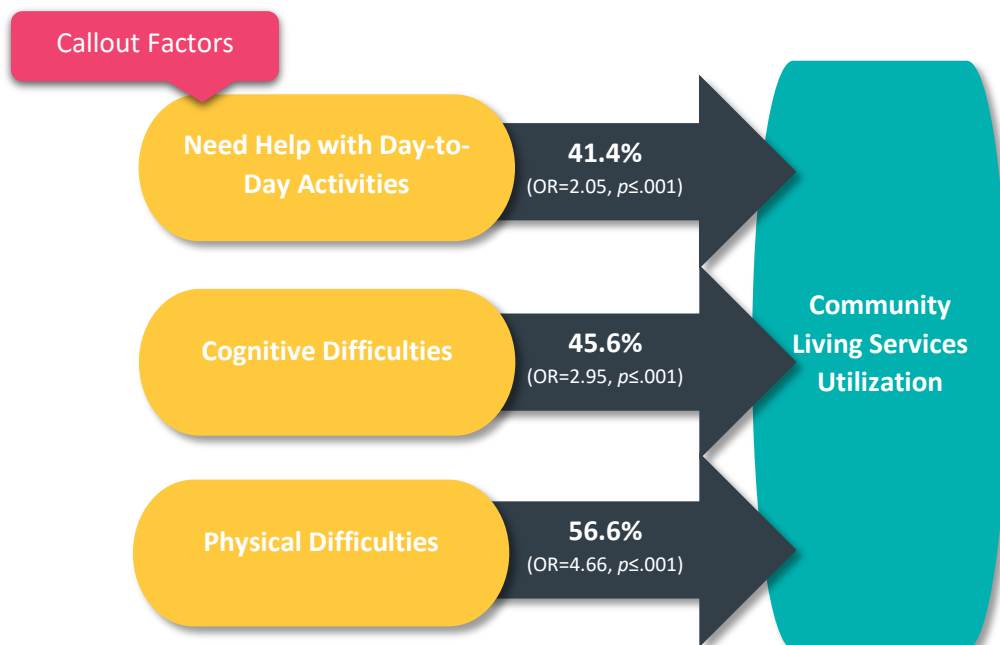 Callout Factors
Need Help with Day-to-
Day Activities
41.4%
(OR=2.05, p≤.001)
Cognitive Difficulties
45.6%
(OR=2.95, p≤.001)
Physical Difficulties
56.6%
(OR=4.66, p≤.001)
Community
Living Services
Utilization